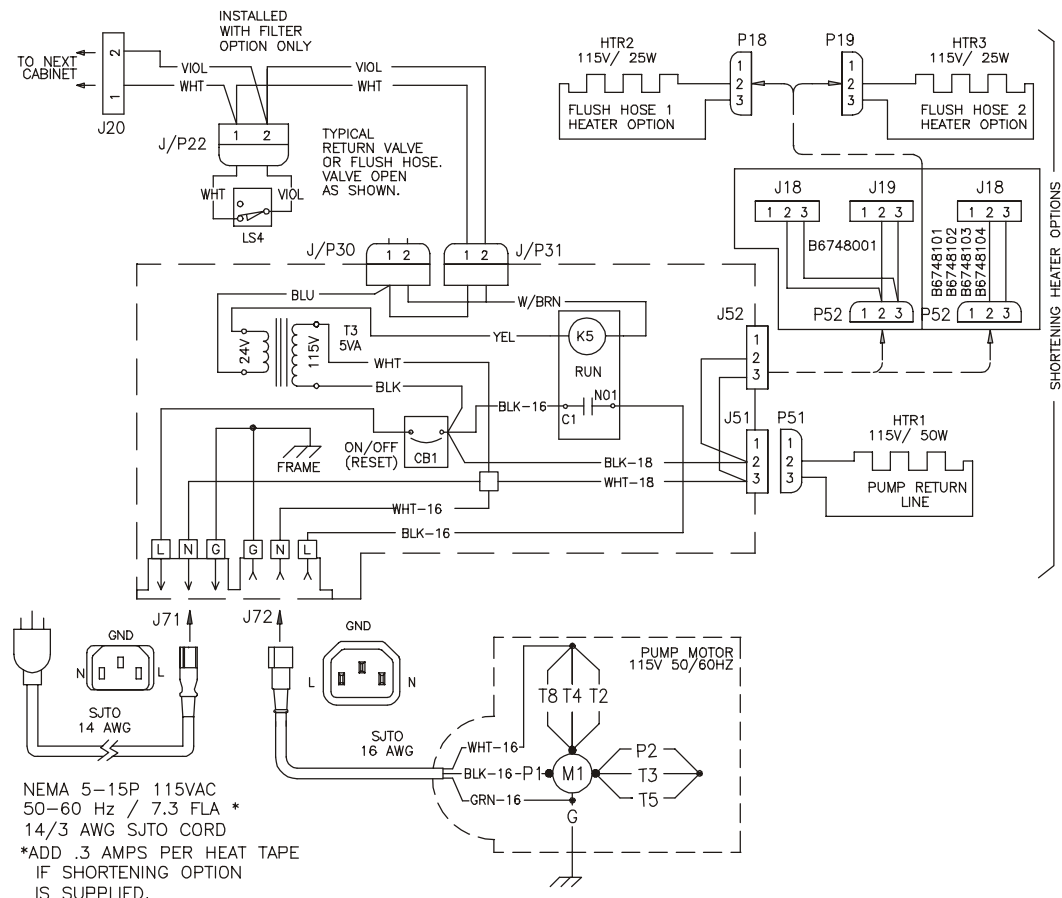 INSTALLED
WITH FILTER
OPTION ONLY
TO NEXT
CABINET
2
1
J20
VIOL
WHT
VIOL
WHT
J/P22
1 2
WHT
VIOL
LS4
TYPICAL
RETURN VALVE
OR FLUSH HOSE.
VALVE OPEN
AS SHOWN.
HTR2
115V/ 25W
P18
1
2
3
FLUSH HOSE 1
HEATER OPTION
P19
1
2
3
HTR3
115V/ 25W
FLUSH HOSE 2
HEATER OPTION
J18
1 2 3
J19
1 2 3
J18
1 2 3
B6748001
B6748101
B6748102
B6748103
B6748104
P52
1 2 3
P52
1 2 3
SHORTENING HEATER OPTIONS
J/P30
1 2
1 2
J/P31
BLU
W/BRN
24V
115V
T3
5VA
YEL
WHT
BLK
K5
RUN
BLK-16
C1
NO1
ON/OFF
(RESET)
CB1
FRAME
BLK-18
WHT-18
WHT-16
BLK-16
J52
1
2
3
J51
1
2
3
P51
1
2
3
HTR1
115V/ 50W
PUMP RETURN
LINE
L N G G N L
J71
J72
GND
N
L
SJTO
14 AWG
GND
L
N
SJTO
16 AWG
PUMP MOTOR
115V 50/60HZ
T8 T4 T2
WHT-16
BLK-16-P1
GRN-16
M1
P2
T3
T5
G
NEMA 5-15P 115VAC
50-60 Hz / 7.3 FLA *
14/3 AWG SJTO CORD
*ADD .3 AMPS PER HEAT TAPE
IF SHORTENING OPTION
IS SUPPLIED.